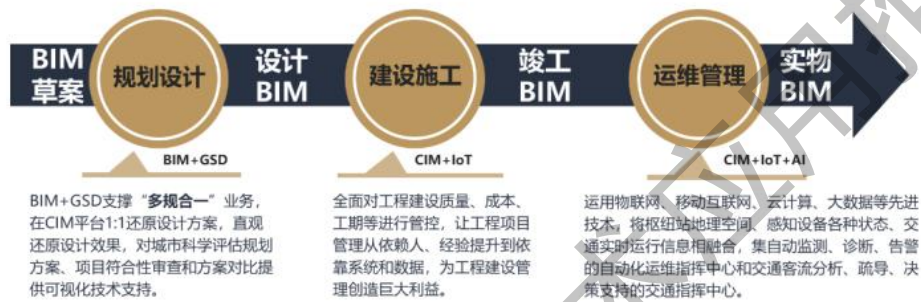 BIM
草案
规划设计
设计
BIM
建设施工
竣工
BIM
运维管理
实物
BIM
BIM+GSD
BIM+GSD支撑“多规合一”业务，
在CIM平台1:1还原设计方案，直观
还原设计效果，对城市科学评估规划
方案、项目符合性审查和方案对比提
供可视化技术支持。
CIM+IoT
全面对工程建设质量、成本、
工期等进行管控，让工程项目
管理从依赖人、经验提升到依
靠系统和数据，为工程建设管
理创造巨大利益。
CIM+IoT+AI
运用物联网、移动互联网、云计算、大数据等先进
技术，将枢纽站地理空间、感知设备各种状态、交
通实时运行信息相融合，集自动监测、诊断、告警
的自动化运维指挥中心和交通客流分析、疏导、决
策支持的交通指挥中心。